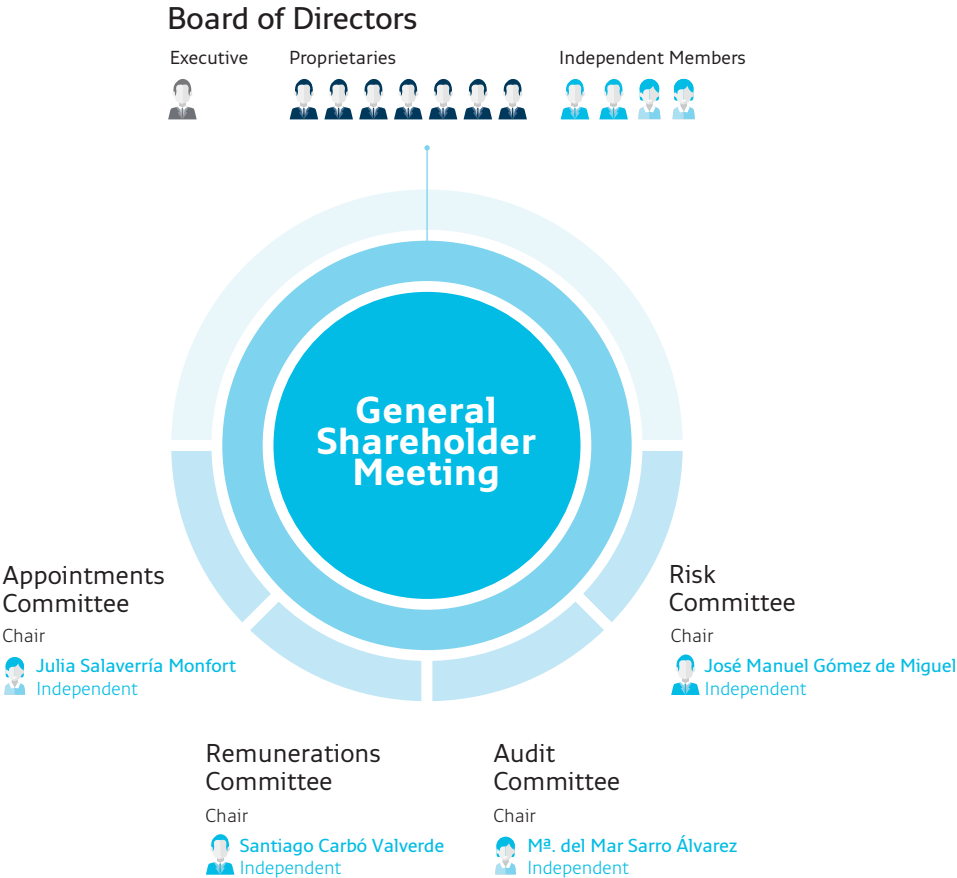 Board of Directors
Executive
Proprietaries
Independent Members
General
Shareholder
Meeting
Appointments
Committee
Chair
Julia Salaverría Monfort
Independent
Risk
Committee
Chair
José Manuel Gómez de Miguel
Independent
Remunerations
Committee
Chair
Santiago Carbó Valverde
Independent
Audit
Committee
Chair
Mª. del Mar Sarro Álvarez
Independent